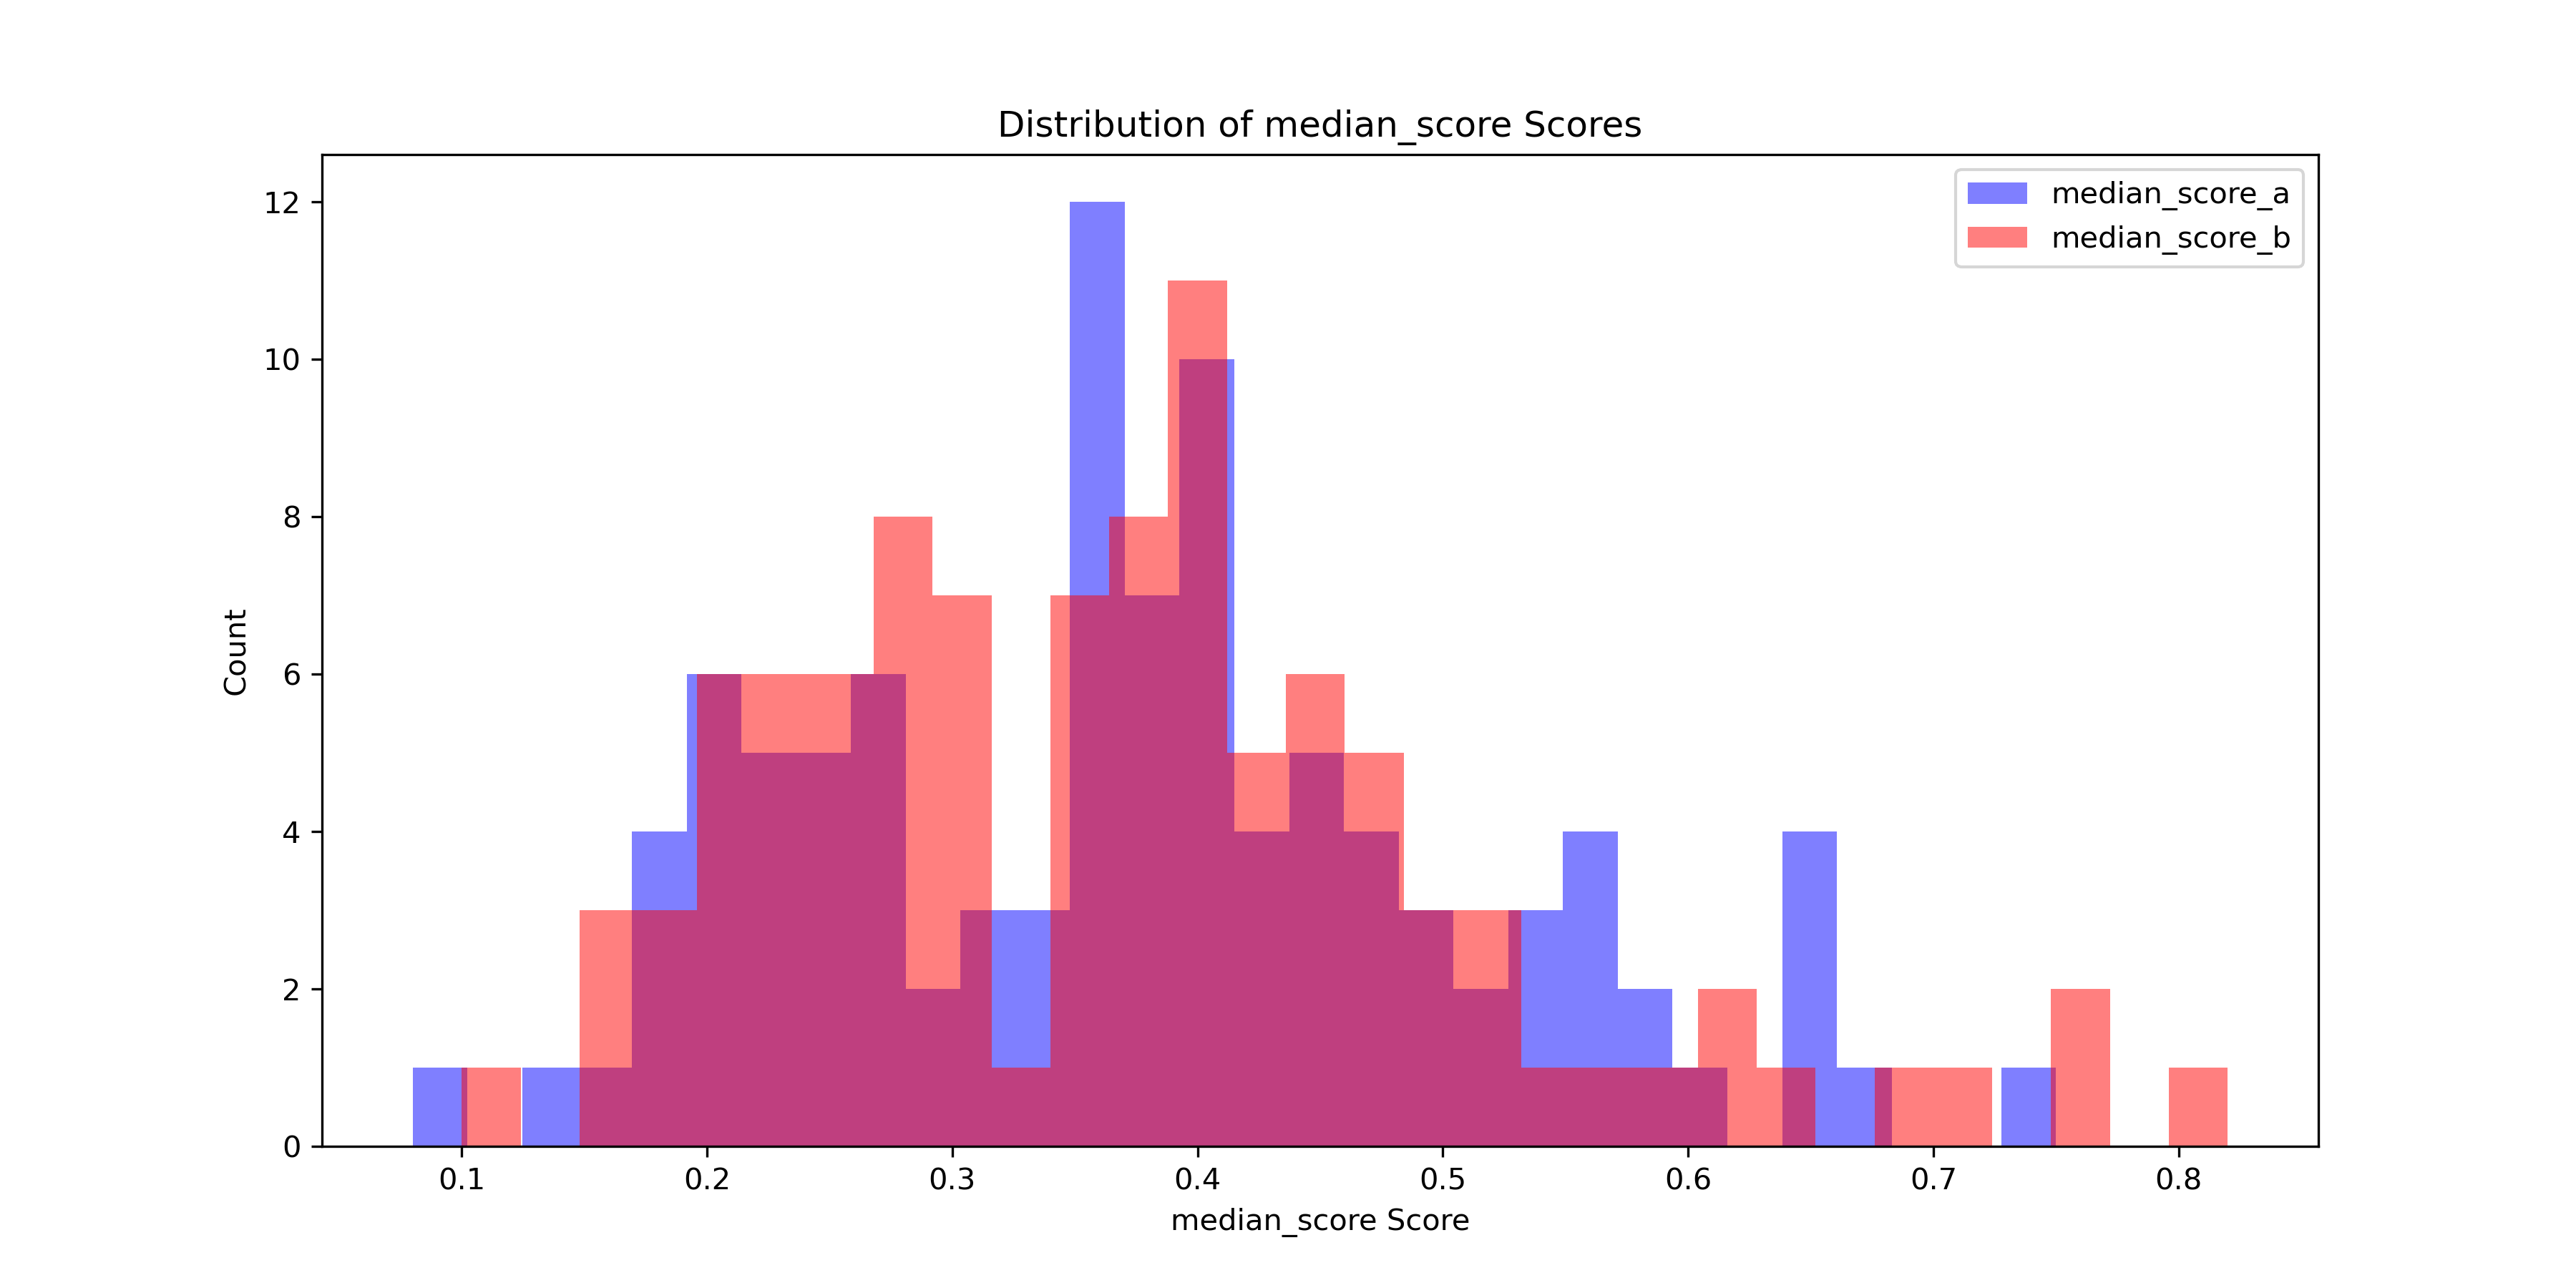 Distribution of median_score Scores
median_score_a
median_score_b
12
10
8
6
4
2
0
Count
0.1 0.2 0.3 0.4 0.5 0.6 0.7 0.8
median_score Score